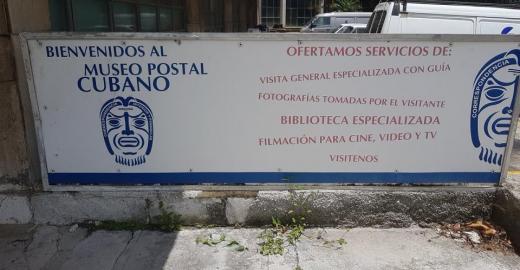 BIENVENIDOS AL
MUSEO POSTAL
CUBANO
OFERTAMOS SERVICIOS DE:
VISITA GENERAL ESPECIALIZADA CON GUÍA
FOTOGRAFÍAS TOMADAS POR EL VISITANTE
BIBLIOTECA ESPECIALIZADA
FILMACIÓN PARA CINE, VIDEO Y TV
VISITENOS
CORRESPONDENCIA